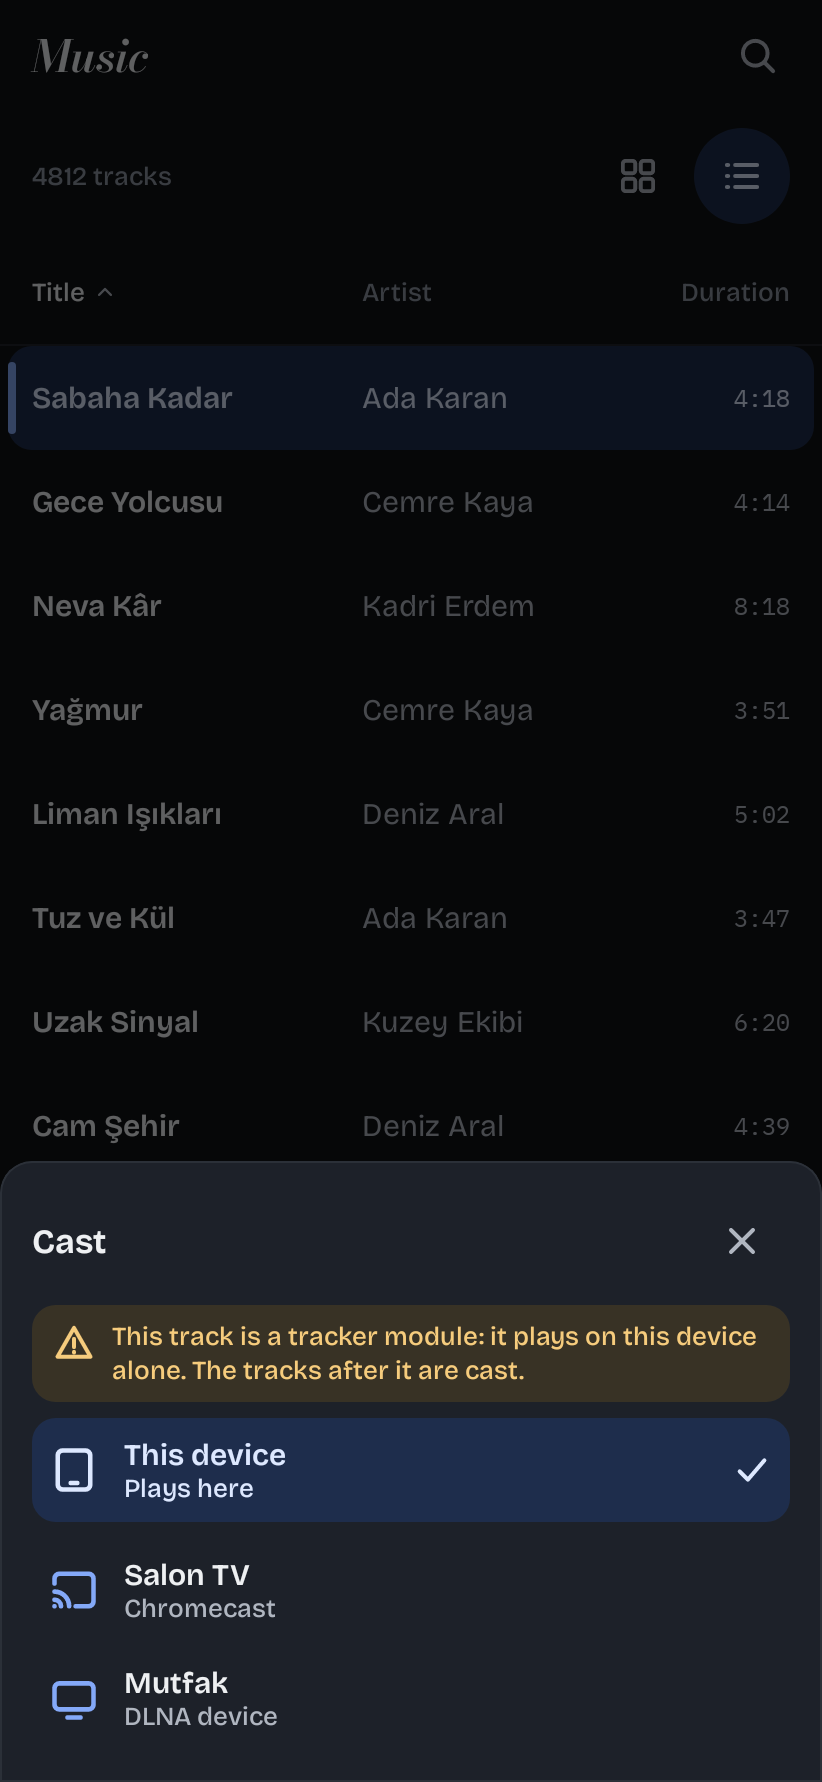 Music
4812 tracks
Title Artist Duration
Sabaha Kadar Ada Karan 4:18
Gece Yolcusu Cemre Kaya 4:14
Neva Kâr Kadri Erdem 8:18
Yağmur Cemre Kaya 3:51
Liman Işıkları Deniz Aral 5:02
Tuz ve Kül Ada Karan 3:47
Uzak Sinyal Kuzey Ekibi 6:20
Cam Şehir Deniz Aral 4:39
Cast
This track is a tracker module: it plays on this device
alone. The tracks after it are cast.
This device
Plays here
Salon TV
Chromecast
Mutfak
DLNA device